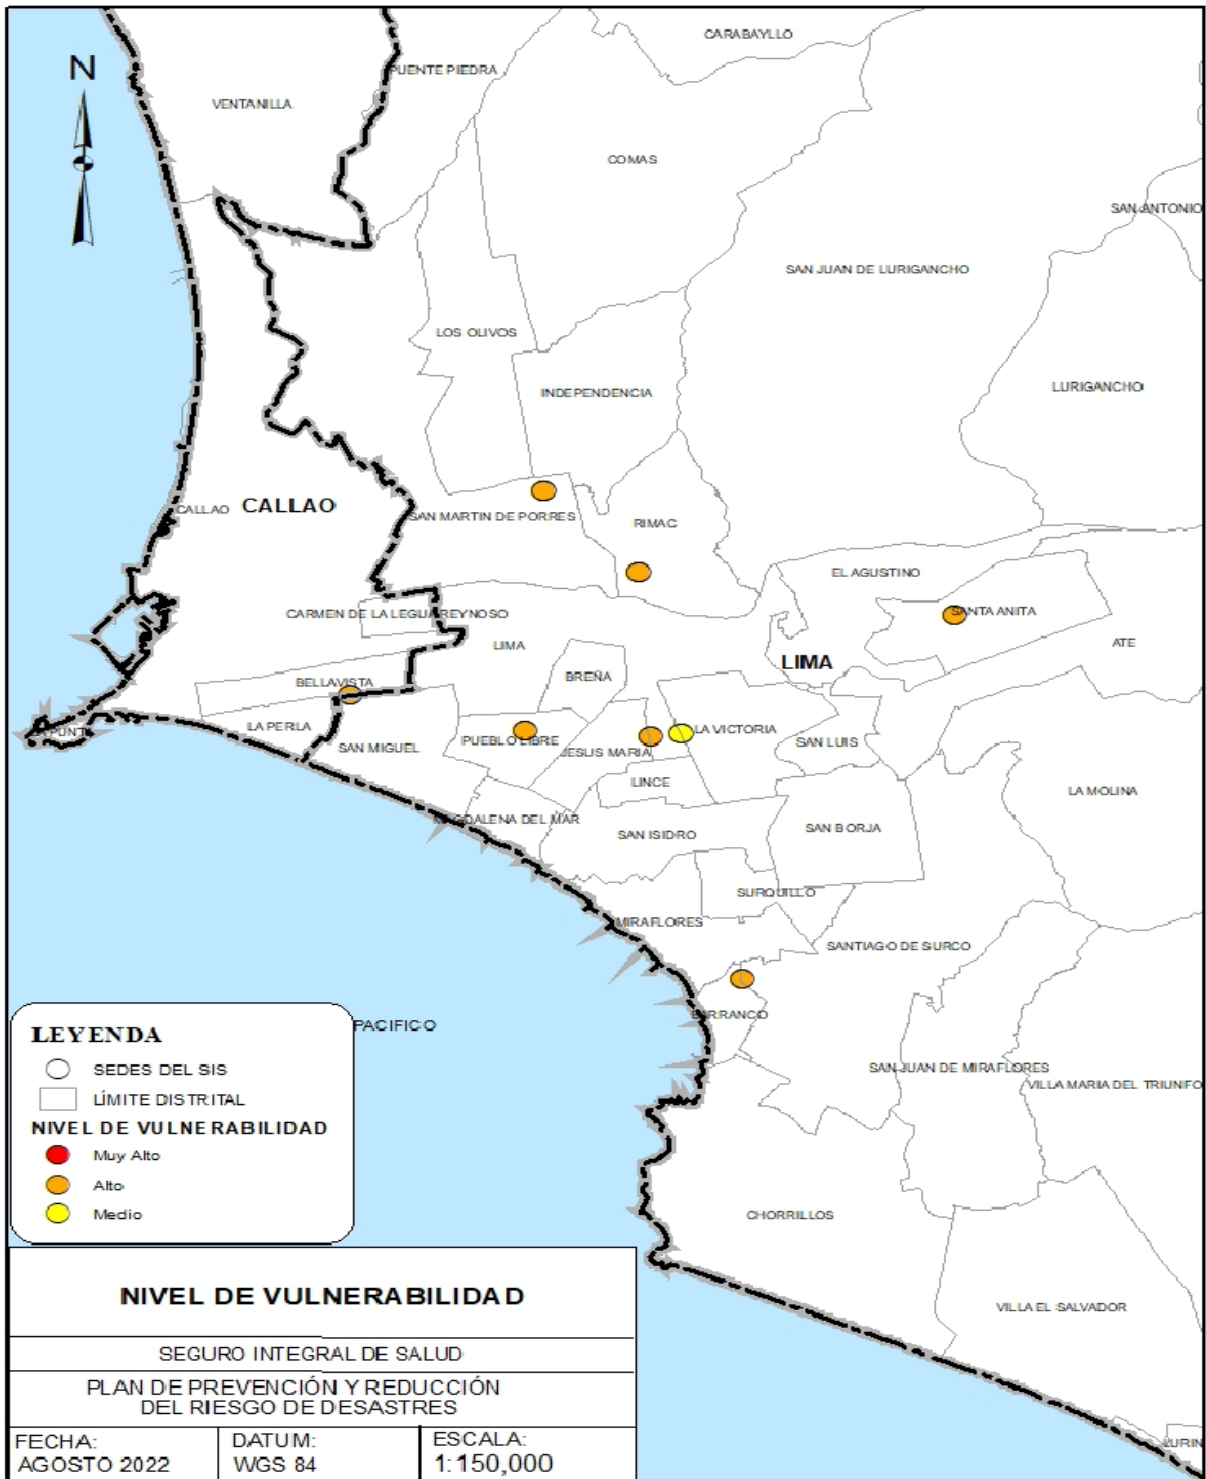 CARABAYLLO
N
PUENTE PIEDRA
VENTANILLA
COMAS
SAN ANTONIO
SAN JUAN DE LURIGANCHO
LOS OLIVOS
LURIGANCHO
INDEPENDENCIA
CALLAO
CALLAO
SAN MARTIN DE PORRES
RIMAC
EL AGUSTINO
CARMEN DE LA LEGUA REYNOSO
SANTA ANITA
LIMA
ATE
LIMA
BREÑA
BELLAVISTA
LA PERLA
LA VICTORIA
SAN MIGUEL
PUEBLO LIBRE
JESUS MARIA
SAN LUIS
LINCE
LA MOLINA
MAGDALENA DEL MAR
SAN ISIDRO
SAN BORJA
SURQUILLO
MIRAFLORES
SANTIAGO DE SURCO
BARRANCO
PACIFICO
SAN JUAN DE MIRAFLORES
VILLA MARIA DEL TRIUNFO
CHORRILLOS
VILLA EL SALVADOR
LURIN
LEYENDA
SEDES DEL SIS
LÍMITE DISTRITAL
NIVEL DE VULNERABILIDAD
Muy Alto
Alto
Medio
NIVEL DE VULNERABILIDAD
SEGURO INTEGRAL DE SALUD
PLAN DE PREVENCIÓN Y REDUCCIÓN
DEL RIESGO DE DESASTRES
FECHA:
AGOSTO 2022
DATUM:
WGS 84
ESCALA:
1:150,000